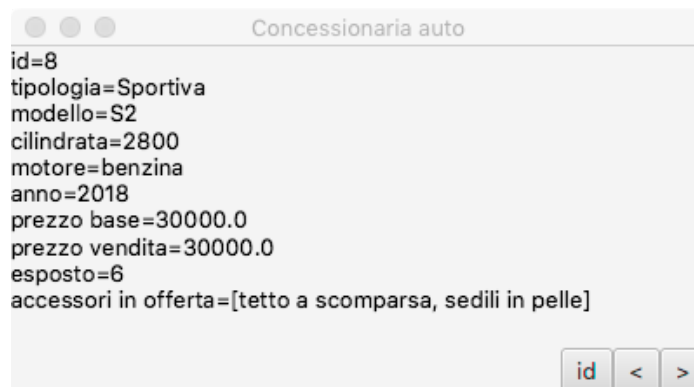 Concessionaria auto
id=8
tipologia=Sportiva
modello=S2
cilindrata=2800
motore=benzina
anno=2018
prezzo base=30000.0
prezzo vendita=30000.0
esposto=6
accessori in offerta=[tetto a scomparsa, sedili in pelle]
id < >